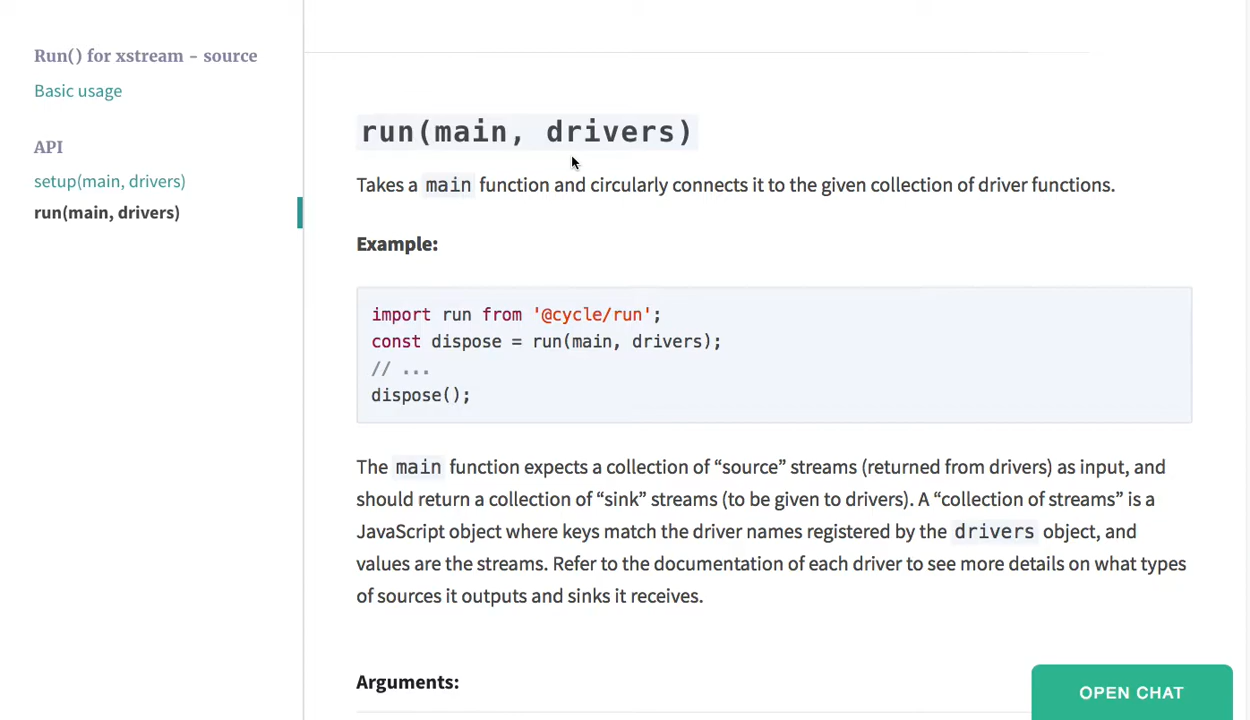 Run() for xstream - source
Basic usage
API
setup(main, drivers)
run(main, drivers)
run(main, drivers)
Takes a main function and circularly connects it to the given collection of driver functions.
Example:
import run from '@cycle/run';
const dispose = run(main, drivers);
// ...
dispose();
The main function expects a collection of “source” streams (returned from drivers) as input, and
should return a collection of “sink” streams (to be given to drivers). A “collection of streams” is a
JavaScript object where keys match the driver names registered by the drivers object, and
values are the streams. Refer to the documentation of each driver to see more details on what types
of sources it outputs and sinks it receives.
Arguments:
OPEN CHAT